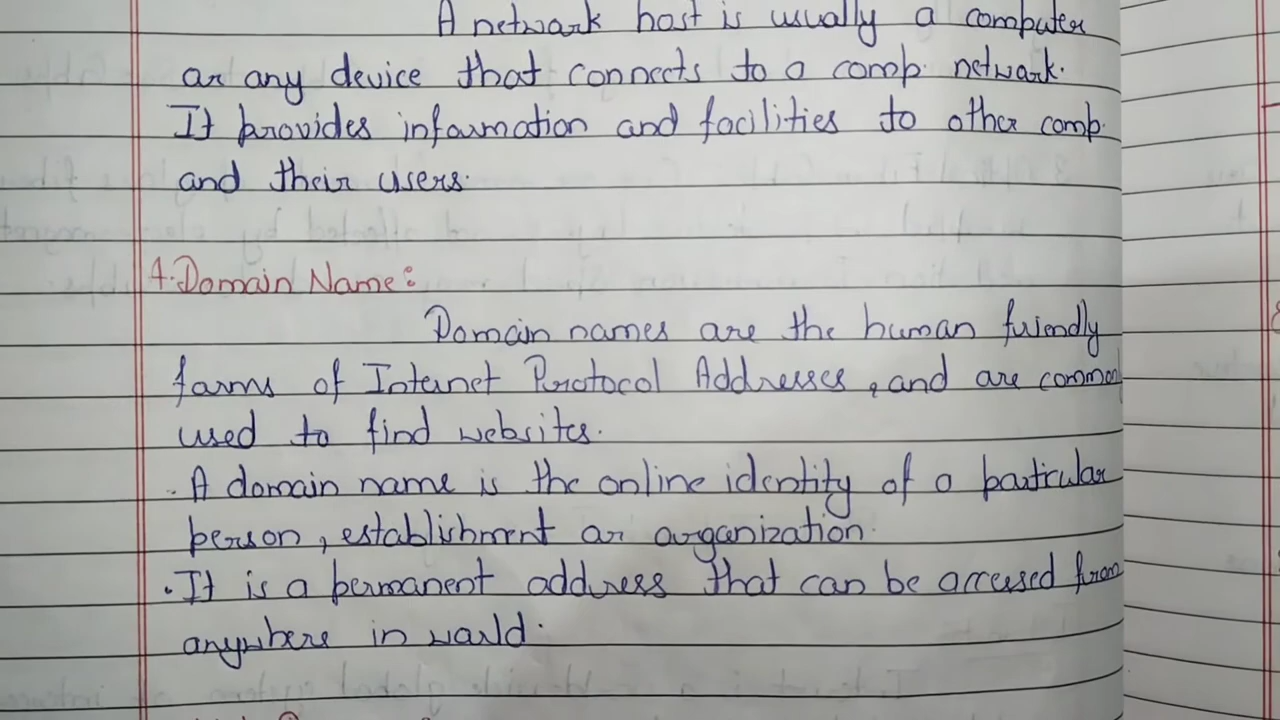 A network host is usually a computer
or any device that connects to a comp. network.
It provides information and facilities to other comp.
and their users.
4. Domain Name:
Domain names are the human friendly
forms of Internet Protocol Addresses, and are common
used to find websites.
. A domain name is the online identity of a particular
person, establishment or organization.
. It is a permanent address that can be accessed from
anywhere in world.